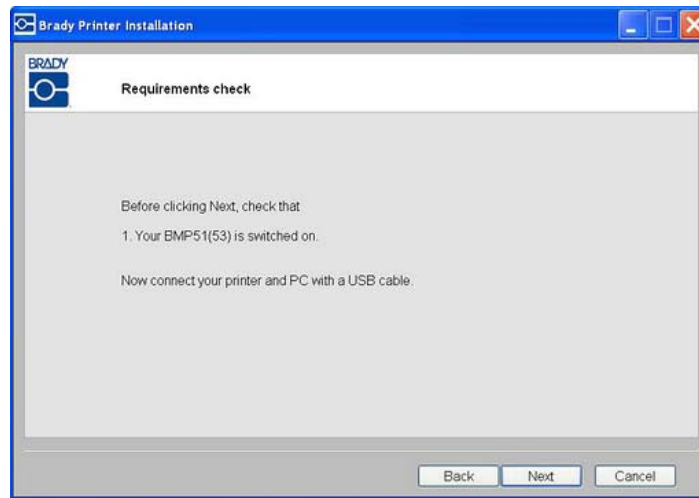 Brady Printer Installation
BRADY
Requirements check
Before clicking Next, check that
1. Your BMP51(53) is switched on.
Now connect your printer and PC with a USB cable.
Back Next Cancel